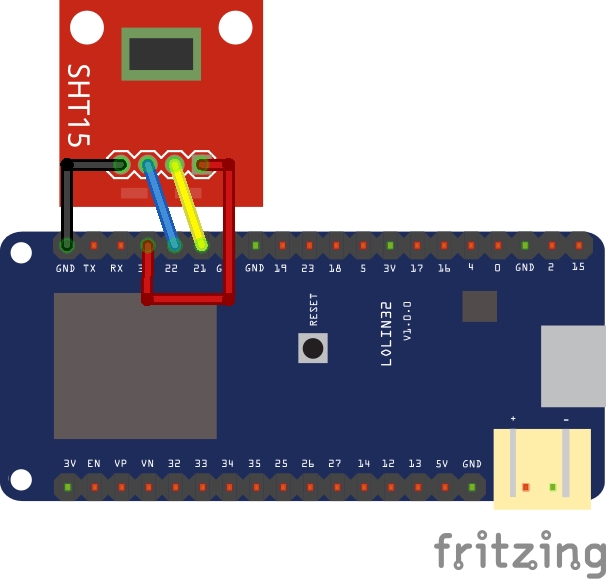 SHT15
GND TX RX 3 22 21 G GND 19 23 18 5 3V 17 16 4 0 GND 2 15
RESET
LOLIN32
V1.0.0
+ -
3V EN VP VN 32 33 34 35 25 26 27 14 12 13 5V GND
fritzing